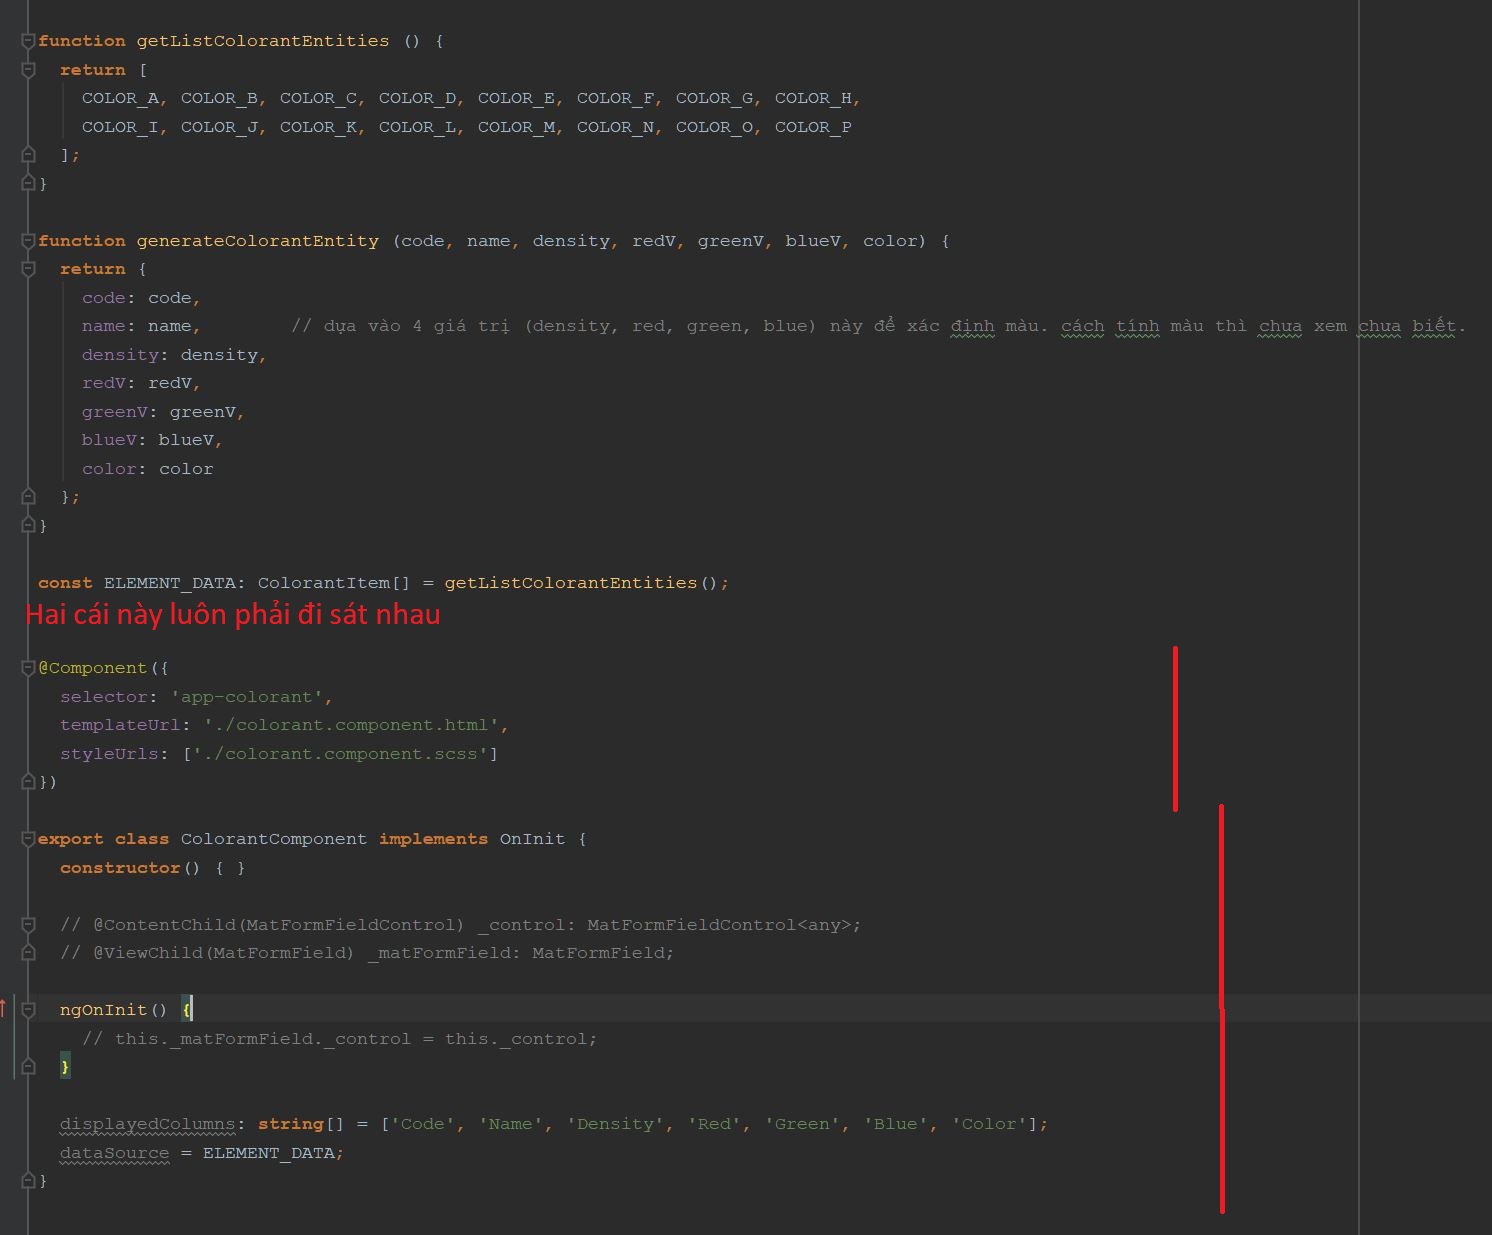 function getListColorantEntities () {
return [
COLOR_A, COLOR_B, COLOR_C, COLOR_D, COLOR_E, COLOR_F, COLOR_G, COLOR_H,
COLOR_I, COLOR_J, COLOR_K, COLOR_L, COLOR_M, COLOR_N, COLOR_O, COLOR_P
];
}
function generateColorantEntity (code, name, density, redV, greenV, blueV, color) {
return {
code: code,
name: name, // dựa vào 4 giá trị (density, red, green, blue) này để xác định màu. cách tính màu thì chưa xem chưa biết.
density: density,
redV: redV,
greenV: greenV,
blueV: blueV,
color: color
};
}
const ELEMENT_DATA: ColorantItem[] = getListColorantEntities();
Hai cái này luôn phải đi sát nhau
@Component({
selector: 'app-colorant',
templateUrl: './colorant.component.html',
styleUrls: ['./colorant.component.scss']
})
export class ColorantComponent implements OnInit {
constructor() { }
// @ContentChild(MatFormFieldControl) _control: MatFormFieldControl<any>;
// @ViewChild(MatFormField) _matFormField: MatFormField;
ngOnInit() {
// this._matFormField._control = this._control;
}
displayedColumns: string[] = ['Code', 'Name', 'Density', 'Red', 'Green', 'Blue', 'Color'];
dataSource = ELEMENT_DATA;
}